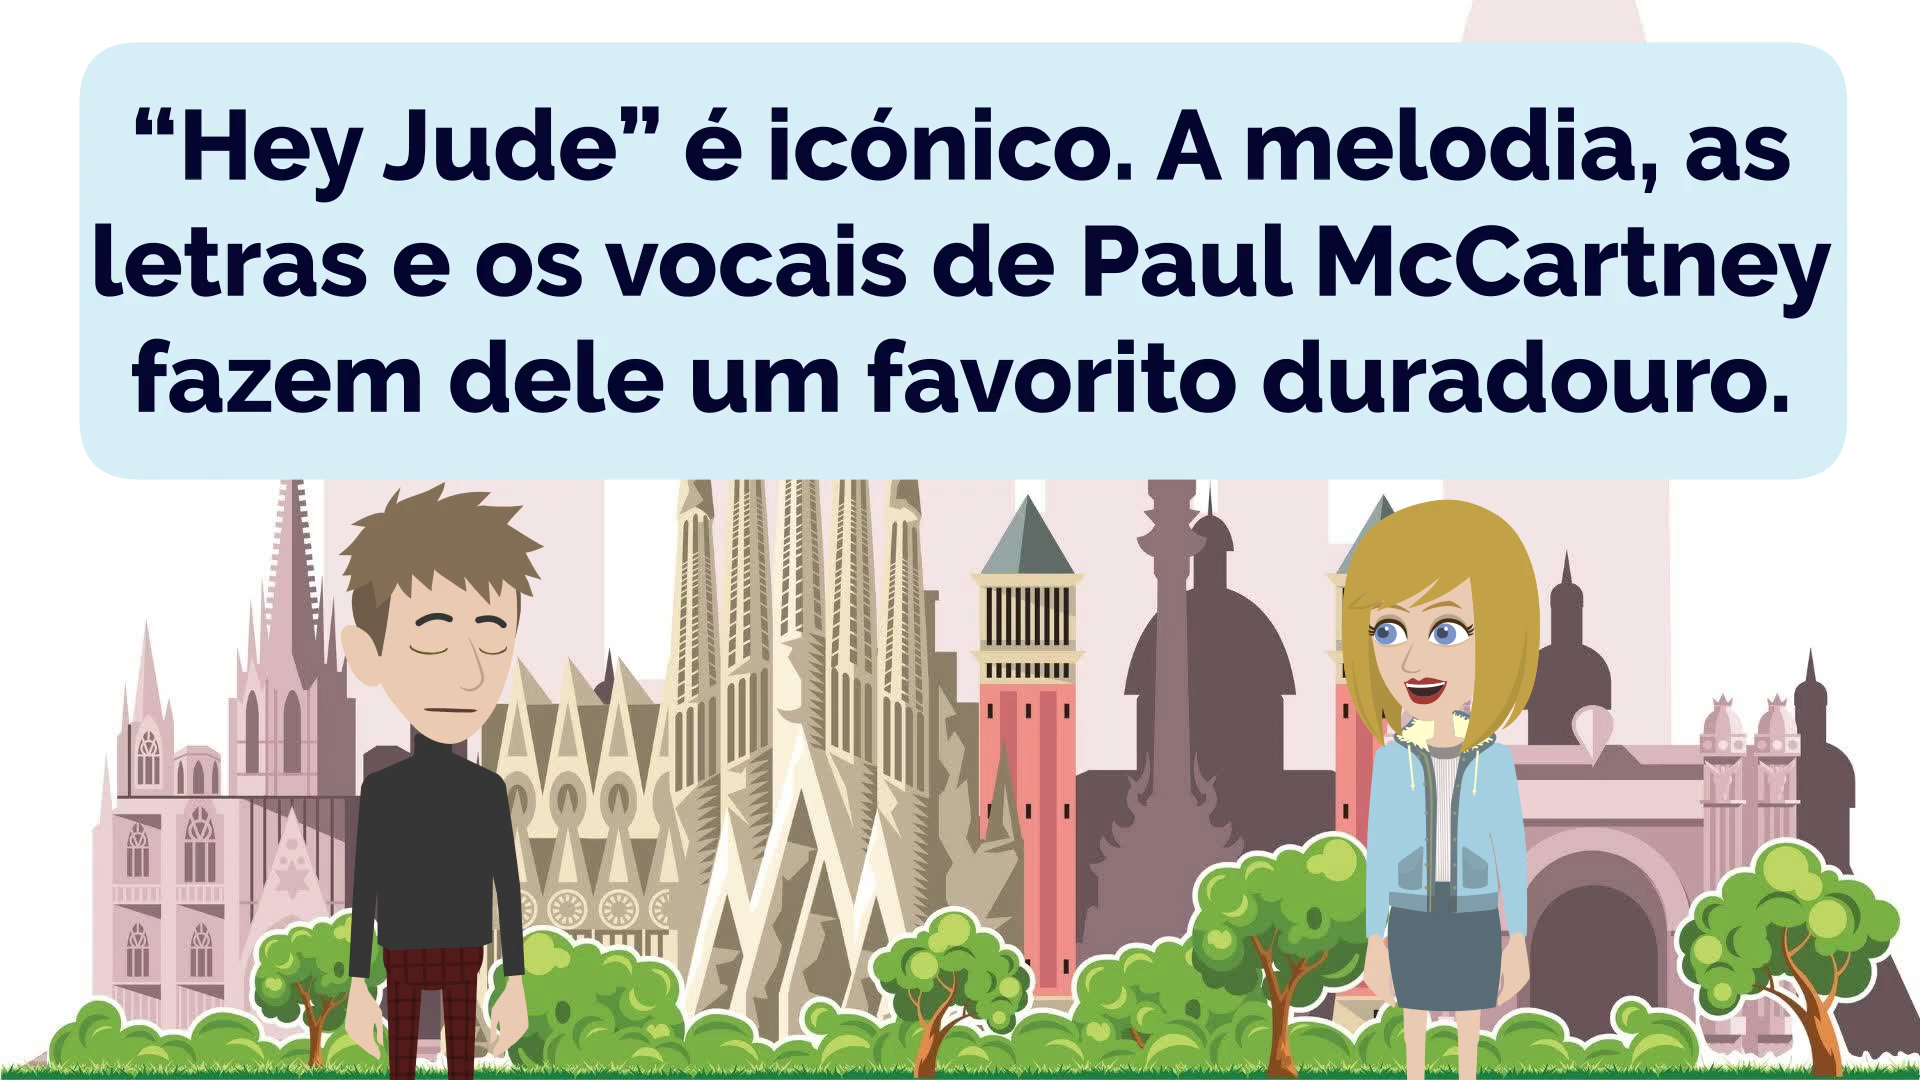 “Hey Jude” é icónico. A melodia, as
letras e os vocais de Paul McCartney
fazem dele um favorito duradouro.